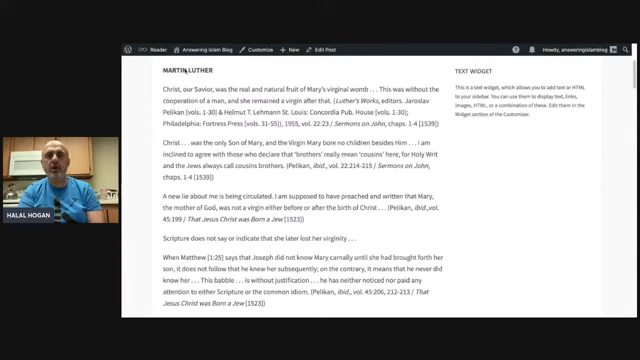 Reader
Answering Islam Blog
Customize
New
Edit Post
Howdy, answeringislamblog
MARTIN LUTHER
Christ, our Savior, was the real and natural fruit of Mary's virginal womb . . . This was without the
cooperation of a man, and she remained a virgin after that. (Luther's Works, editors. Jaroslav
Pelikan (vols. 1-30) & Helmut T. Lehmann St. Louis: Concordia Pub. House (vols. 1-30);
Philadelphia: Fortress Press (vols. 31-55)), 1955, vol. 22:23 / Sermons on John, chaps. 1-4 [1539])
Christ . . . was the only Son of Mary, and the Virgin Mary bore no children besides Him . . . I am
inclined to agree with those who declare that 'brothers' really mean 'cousins' here, for Holy Writ
and the Jews always call cousins brothers. (Pelikan, ibid., vol. 22:214-215 / Sermons on John,
chaps. 1-4 [1539])
A new lie about me is being circulated. I am supposed to have preached and written that Mary,
the mother of God, was not a virgin either before or after the birth of Christ . . . (Pelikan, ibid.,vol.
45:199 / That Jesus Christ was Born a Jew [1523])
Scripture does not say or indicate that she later lost her virginity . . .
When Matthew [1:25] says that Joseph did not know Mary carnally until she had brought forth her
son, it does not follow that he knew her subsequently; on the contrary, it means that he never did
know her . . . This babble . . . is without justification . . . he has neither noticed nor paid any
attention to either Scripture or the common idiom. (Pelikan, ibid., vol. 45:206, 212-213 / That
Jesus Christ was Born a Jew [1523])
TEXT WIDGET
This is a text widget, which allows you to add text or HTML
to your sidebar. You can use them to display text, links,
images, HTML, or a combination of these. Edit them in the
Widget section of the Customizer.
HALAL HOGAN